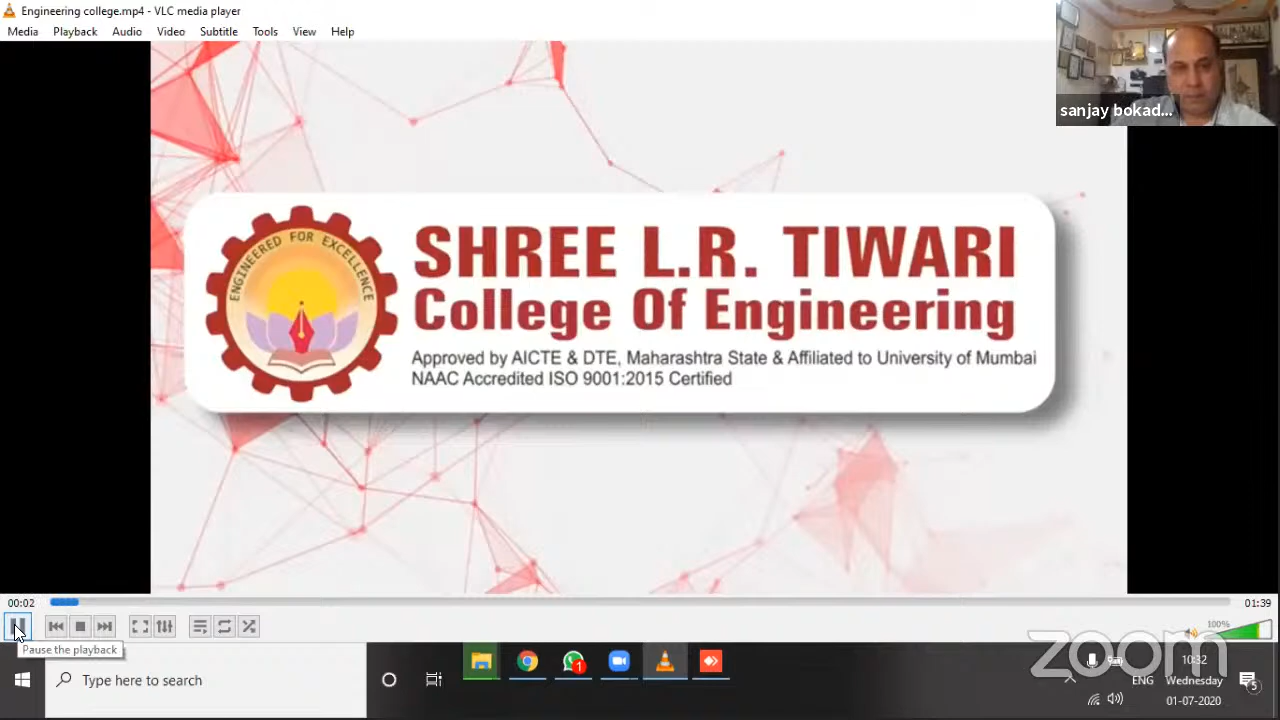 Engineering college.mp4 - VLC media player
Media Playback Audio Video Subtitle Tools View Help
sanjay bokad...
ENGINEERED FOR EXCELLENCE
SHREE L.R. TIWARI
College Of Engineering
Approved by AICTE & DTE, Maharashtra State & Affiliated to University of Mumbai
NAAC Accredited ISO 9001:2015 Certified
00:02
01:39
100%
Pause the playback
zoom
Type here to search
1
ENG
10:32
Wednesday
01-07-2020
5